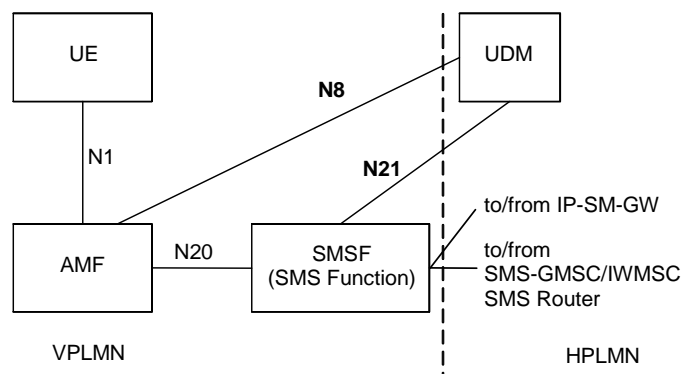 UE
UDM
N8
N1
N21
to/from IP-SM-GW
AMF
N20
SMSF
(SMS Function)
to/from
SMS-GMSC/IWMSC
SMS Router
VPLMN
HPLMN